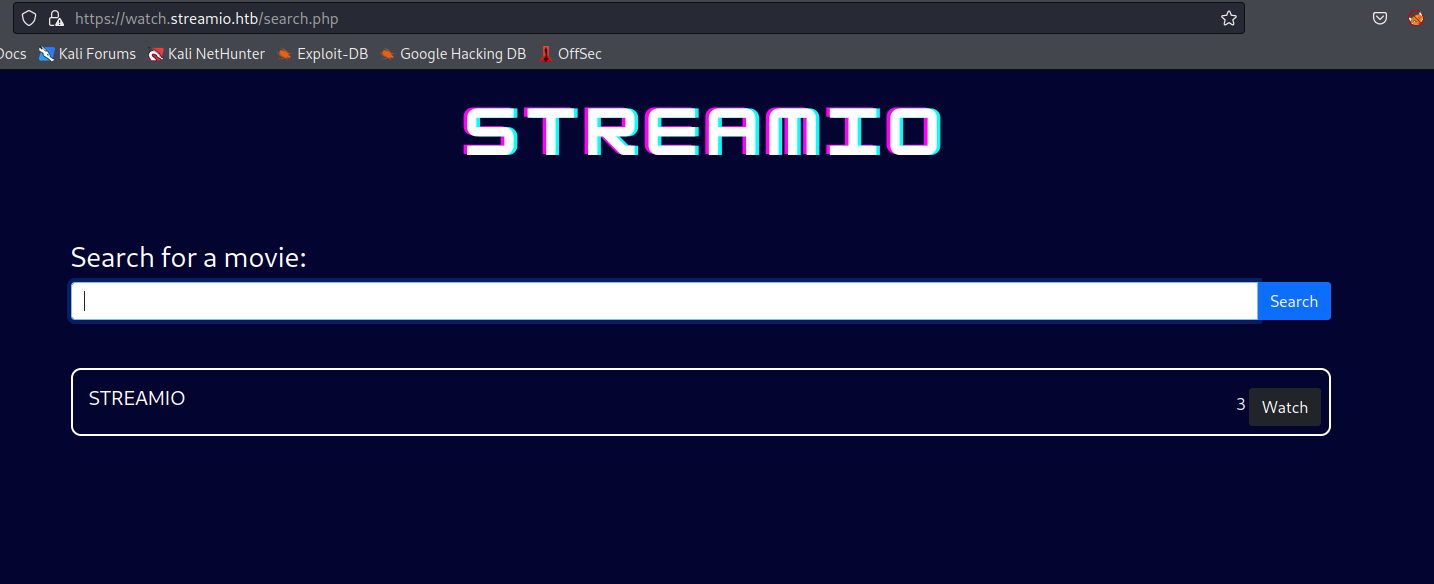 https://watch.streamio.htb/search.php
Docs Kali Forums Kali NetHunter Exploit-DB Google Hacking DB OffSec
STREAMIO
Search for a movie:
Search
STREAMIO 3 Watch